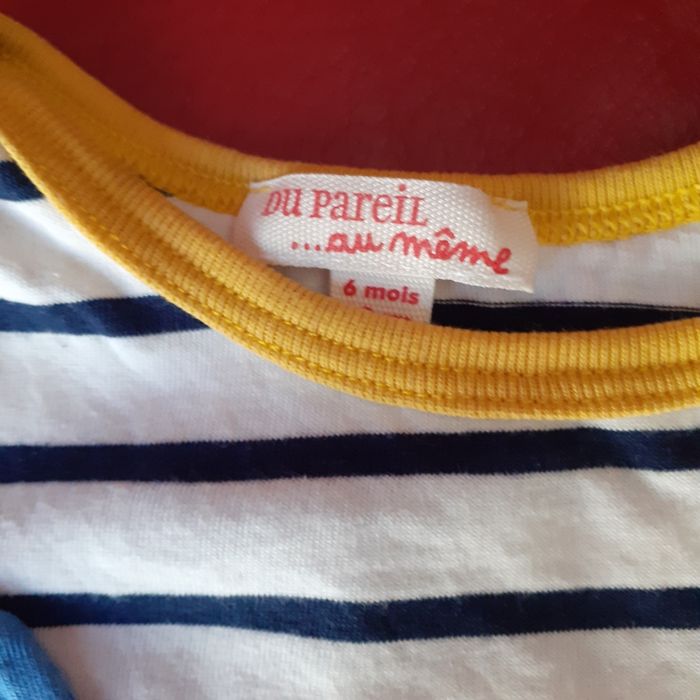 DU PAREIL
...au même
6 mois